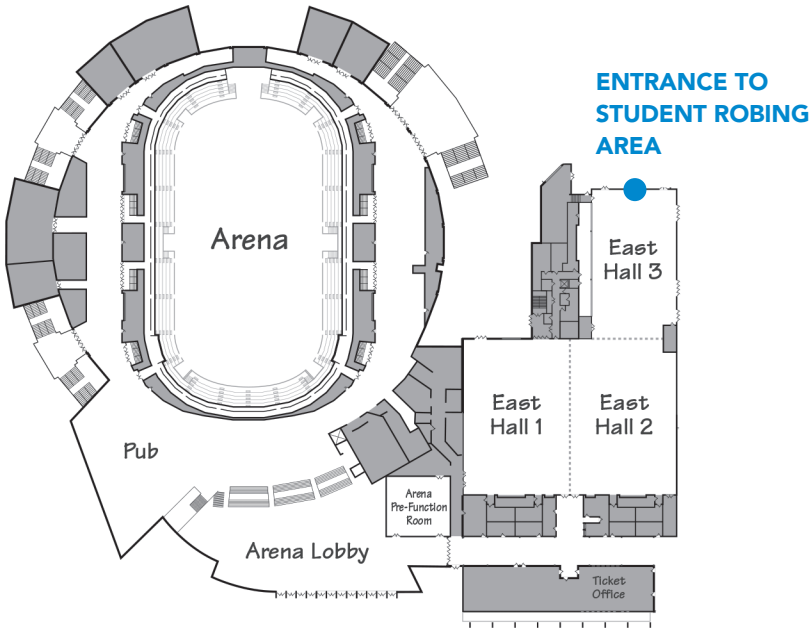 ENTRANCE TO
STUDENT ROBING
AREA
Arena
East
Hall 3
East
Hall 1
East
Hall 2
Pub
Arena
Pre-Function
Room
Arena Lobby
Ticket
Office